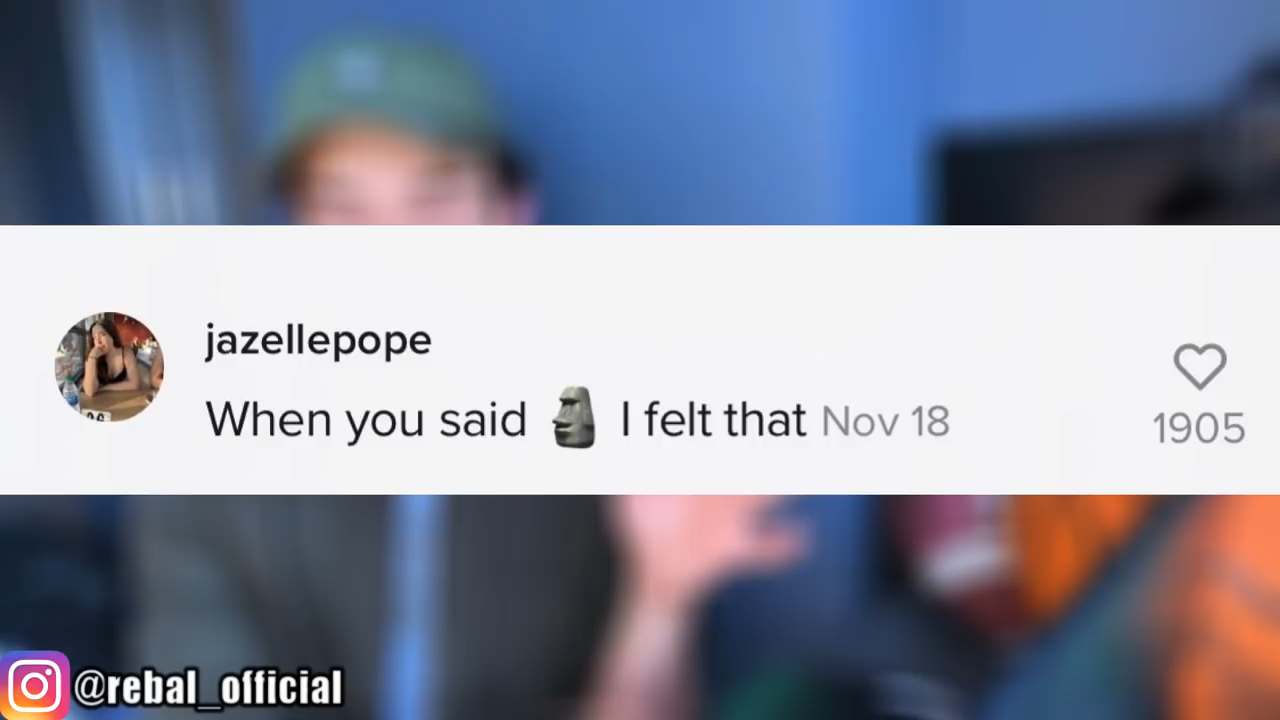 jazellepope
When you said 🗿 I felt that Nov 18
1905
@rebal_official